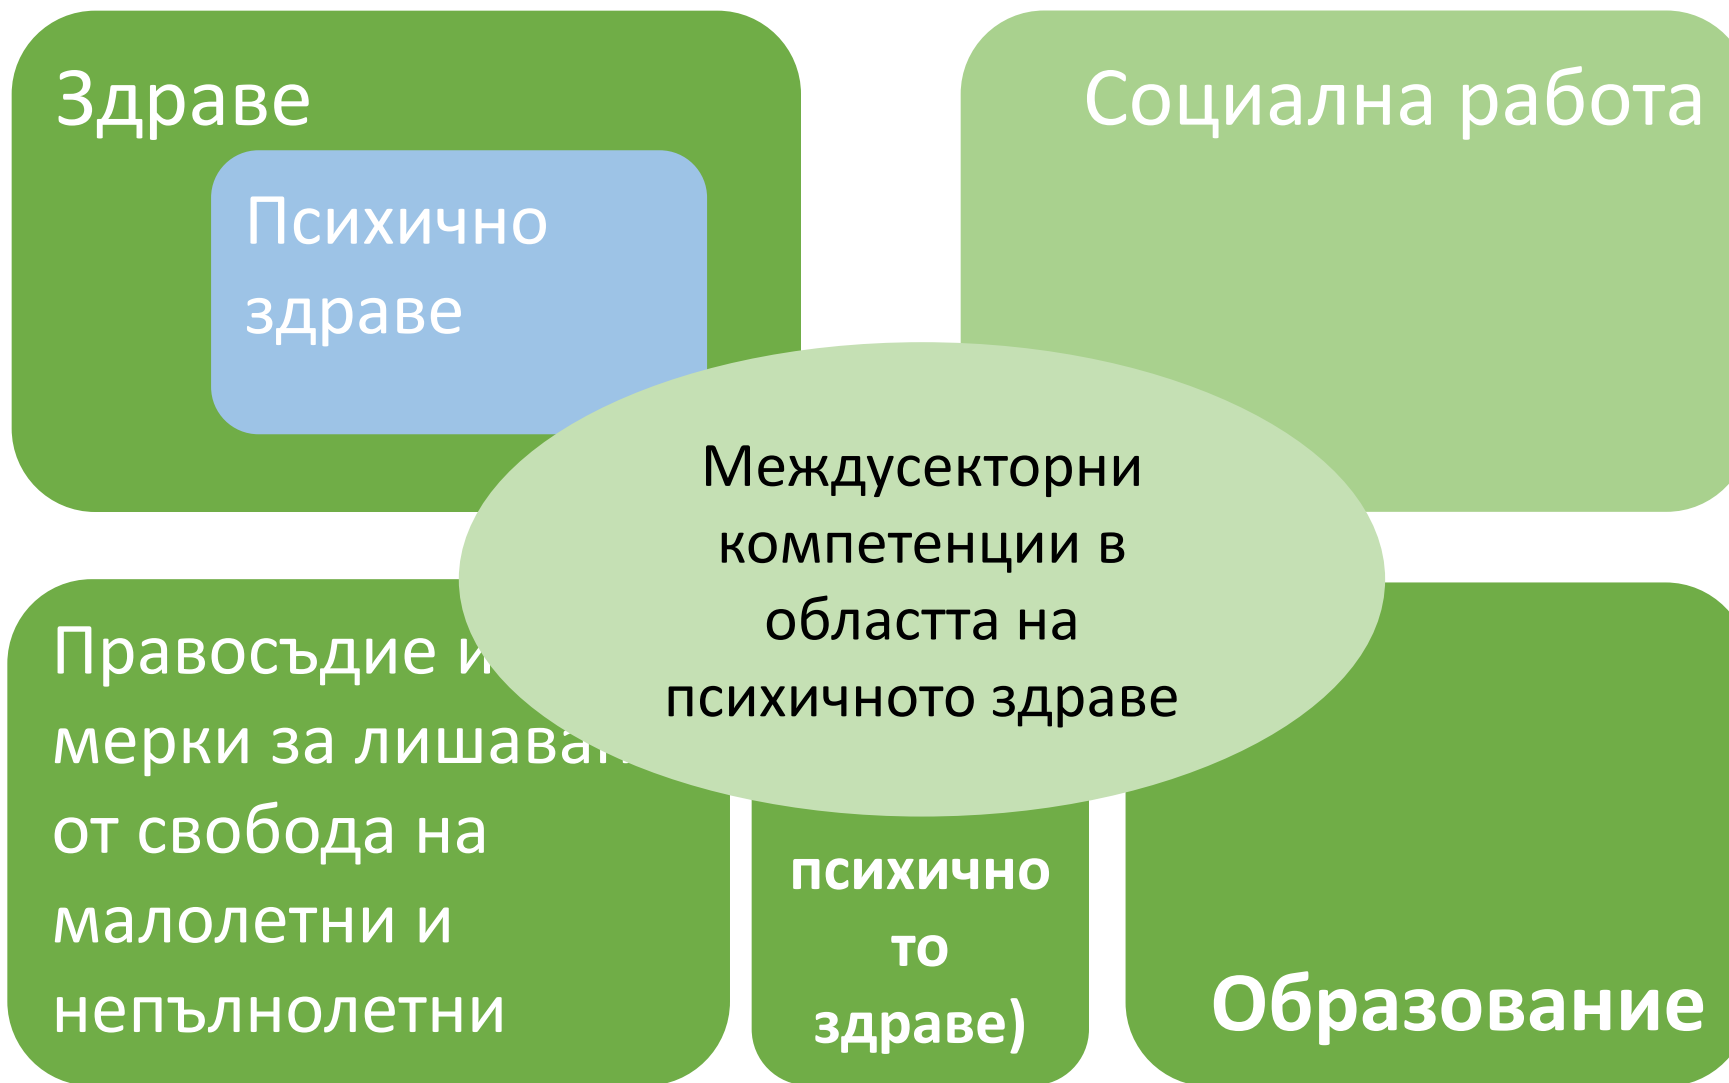 Здраве
Психично
здраве
Социална работа
Междусекторни
компетенции в
областта на
психичното здраве
Правосъдие и
мерки за
от свобода на
малолетни и
непълнолетни
психично
то
здраве)
Образование